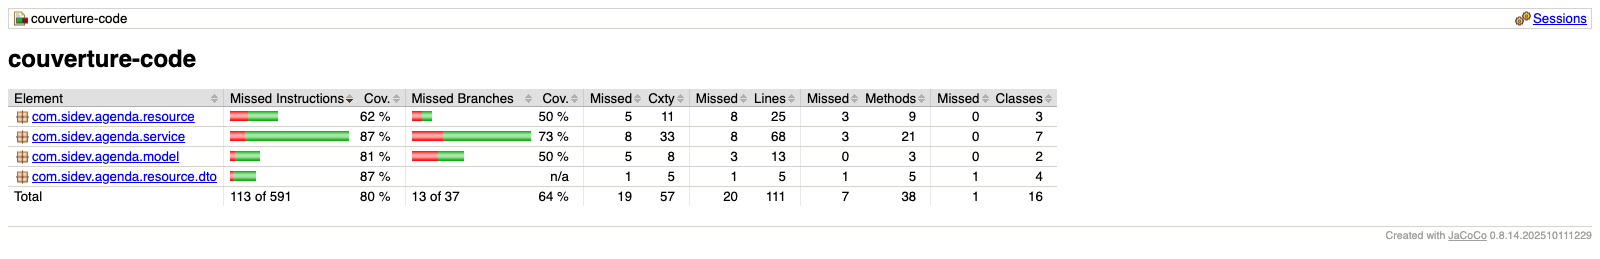 couverture-code Sessions
couverture-code
Element Missed Instructions Cov. Missed Branches Cov. Missed Cxty Missed Lines Missed Methods Missed Classes
com.sidev.agenda.resource 62 % 50 % 5 11 8 25 3 9 0 3
com.sidev.agenda.service 87 % 73 % 8 33 8 68 3 21 0 7
com.sidev.agenda.model 81 % 50 % 5 8 3 13 0 3 0 2
com.sidev.agenda.resource.dto 87 % n/a 1 5 1 5 1 5 1 4
Total 113 of 591 80 % 13 of 37 64 % 19 57 20 111 7 38 1 16
Created with JaCoCo 0.8.14.202510111229